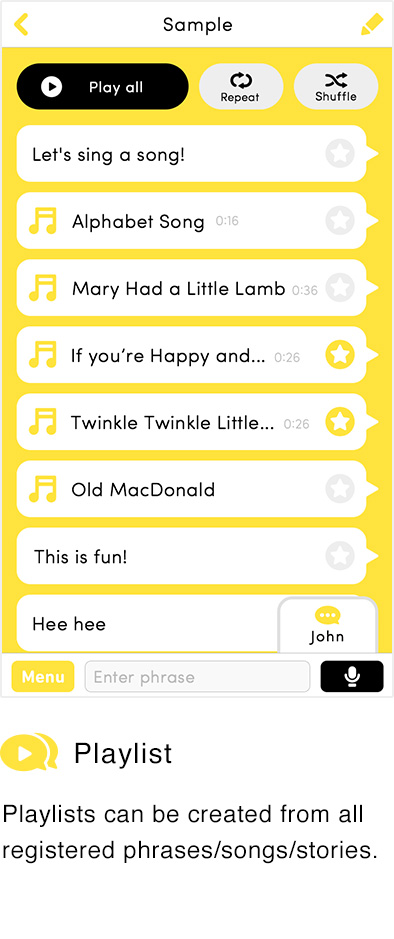 Sample
Play all
Repeat
Shuffle
Let's sing a song!
Alphabet Song 0:16
Mary Had a Little Lamb 0:36
If you’re Happy and... 0:26
Twinkle Twinkle Little... 0:26
Old MacDonald
This is fun!
Hee hee
John
Menu
Enter phrase
Playlist
Playlists can be created from all
registered phrases/songs/stories.